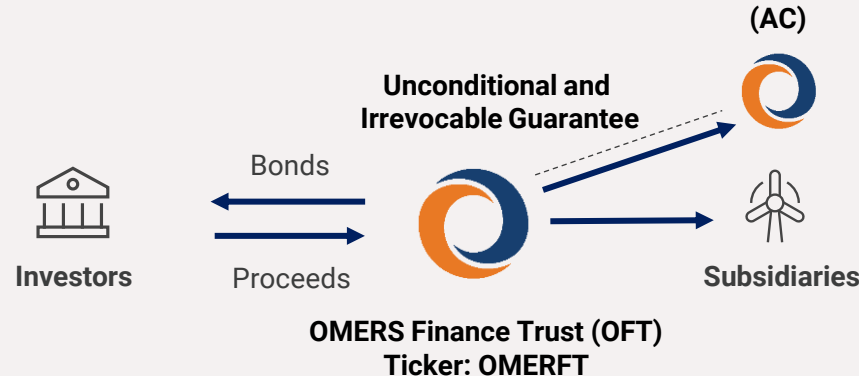 (AC)
Unconditional and
Irrevocable Guarantee
Bonds
Investors
Proceeds
Subsidiaries
OMERS Finance Trust (OFT)
Ticker: OMERFT